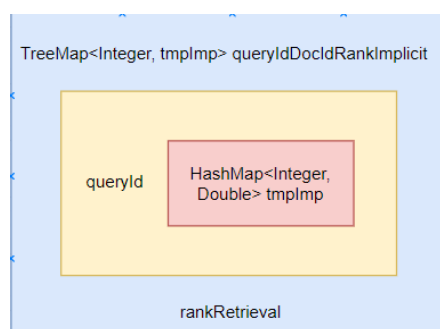 TreeMap<Integer, tmpImp> queryIdDocIdRankImplicit
queryId
HashMap<Integer,
Double> tmpImp
rankRetrieval